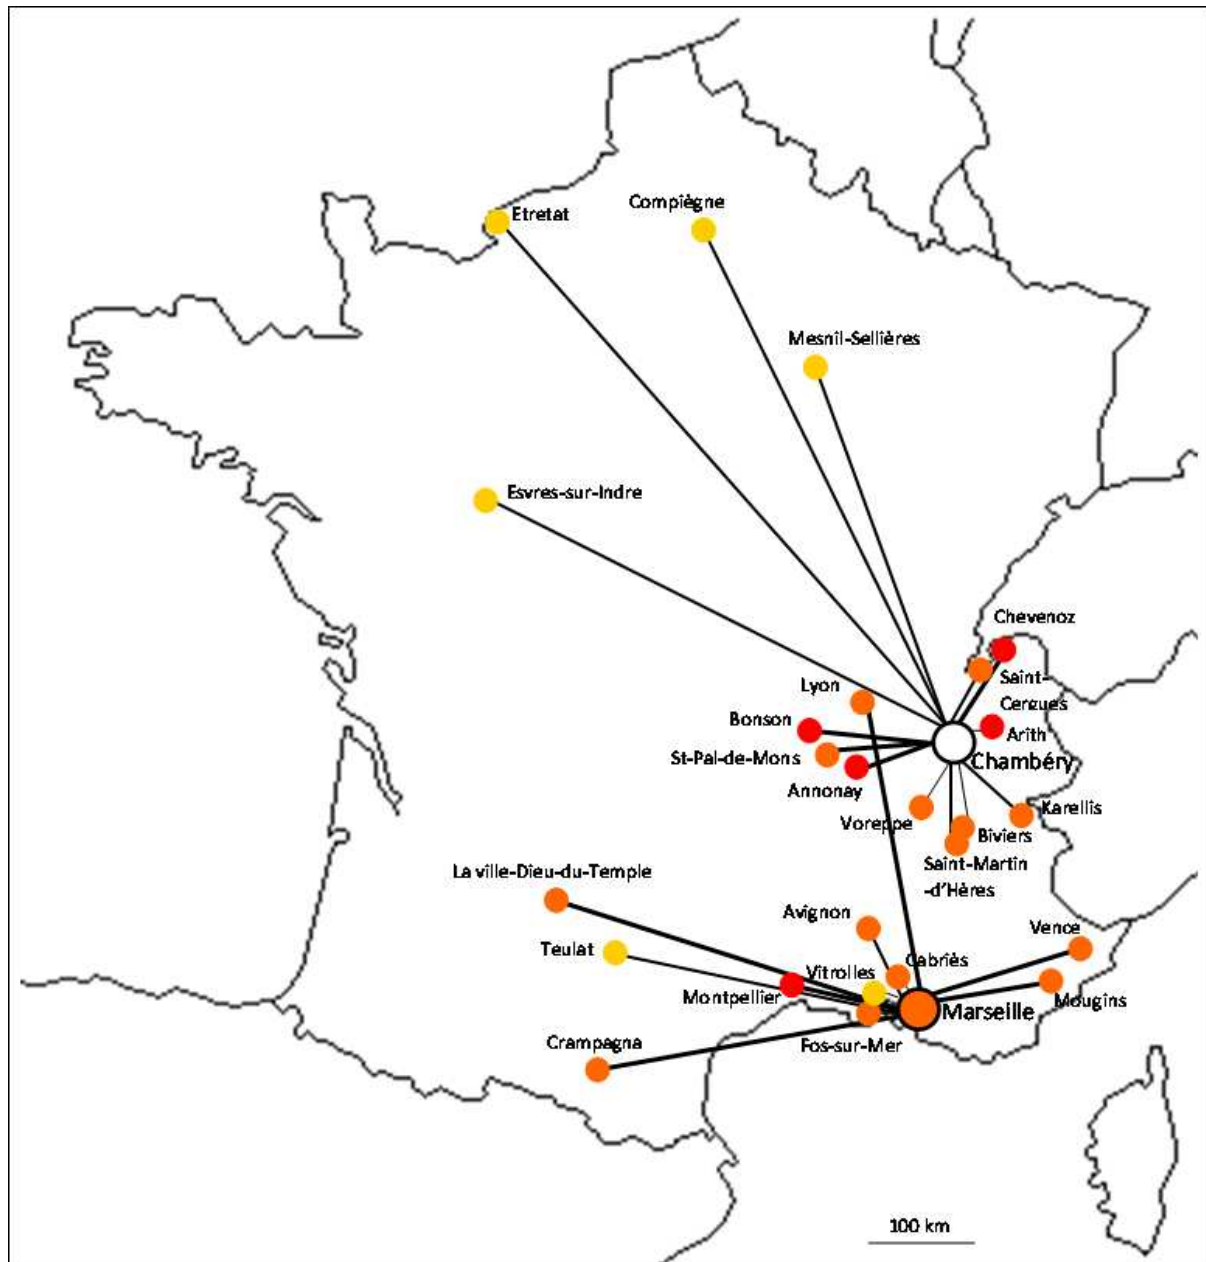 Etretat
Compiègne
Mesnil-Sellières
Esvres-sur-Indre
Chevenoz
Saint-
Cergues
Lyon
Bonson
Arith
St-Pal-de-Mons
Chambéry
Annonay
Karellis
Voreppe
Biviers
Saint-Martin
-d'Hères
La ville-Dieu-du-Temple
Avignon
Vence
Teulat
Cabriès
Vitrolles
Montpellier
Mougins
Marseille
Crampagna
Fos-sur-Mer
100 km